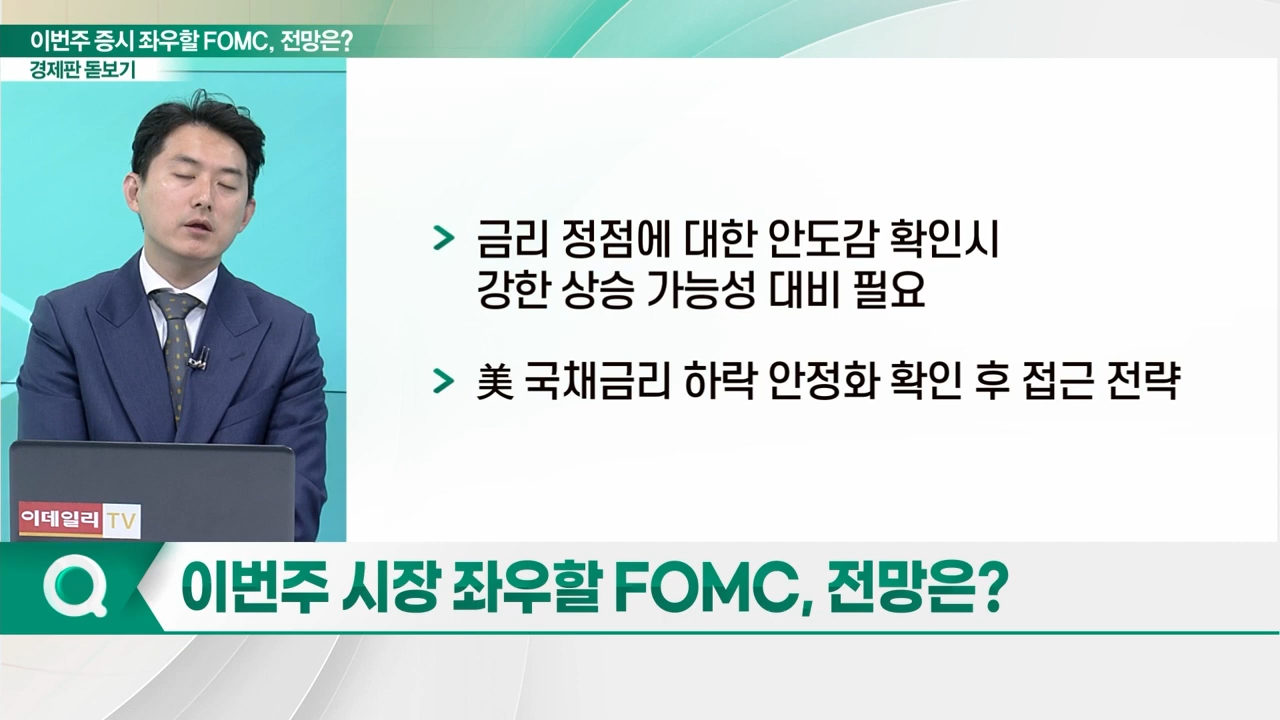 이번주 증시 좌우할 FOMC, 전망은?
경제판 돋보기
> 금리 정점에 대한 안도감 확인시
강한 상승 가능성 대비 필요
> 美 국채금리 하락 안정화 확인 후 접근 전략
이데일리 TV
이번주 시장 좌우할 FOMC, 전망은?